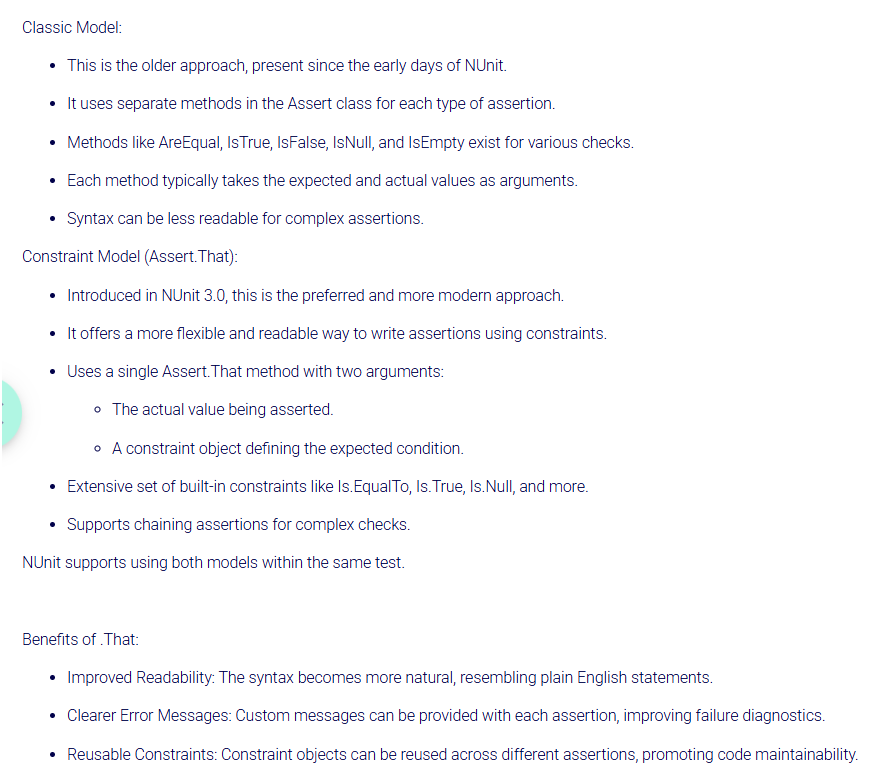 Classic Model:
• This is the older approach, present since the early days of NUnit.
• It uses separate methods in the Assert class for each type of assertion.
• Methods like AreEqual, IsTrue, IsFalse, IsNull, and IsEmpty exist for various checks.
• Each method typically takes the expected and actual values as arguments.
• Syntax can be less readable for complex assertions.
Constraint Model (Assert.That):
• Introduced in NUnit 3.0, this is the preferred and more modern approach.
• It offers a more flexible and readable way to write assertions using constraints.
• Uses a single Assert.That method with two arguments:
◦ The actual value being asserted.
◦ A constraint object defining the expected condition.
• Extensive set of built-in constraints like Is.EqualTo, Is.True, Is.Null, and more.
• Supports chaining assertions for complex checks.
NUnit supports using both models within the same test.
Benefits of .That:
• Improved Readability: The syntax becomes more natural, resembling plain English statements.
• Clearer Error Messages: Custom messages can be provided with each assertion, improving failure diagnostics.
• Reusable Constraints: Constraint objects can be reused across different assertions, promoting code maintainability.